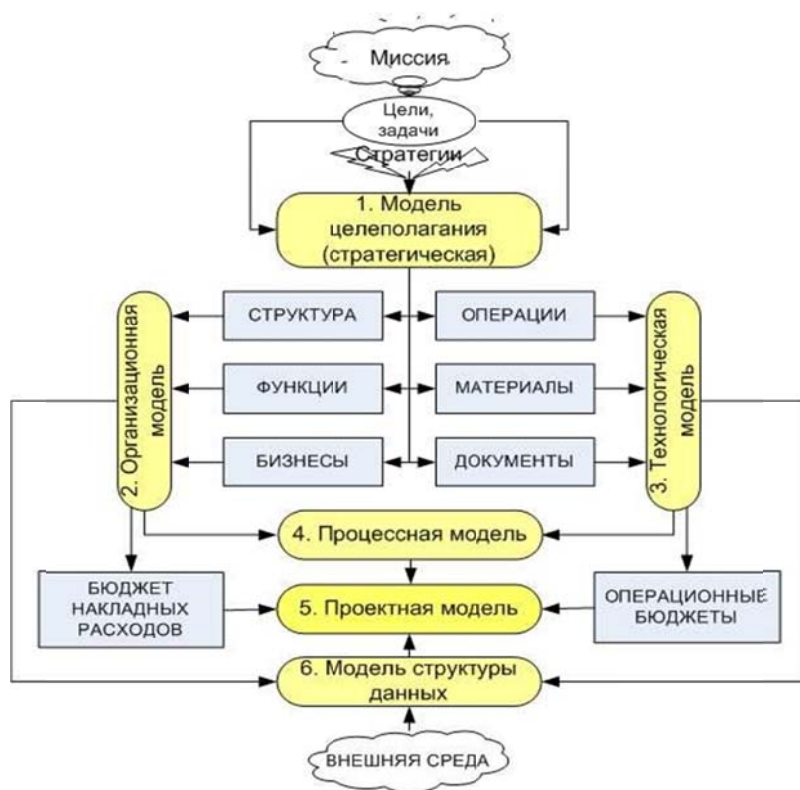 Миссия
Цели,
задачи
Стратегии
1. Модель
целеполагания
(стратегическая)
СТРУКТУРА
ОПЕРАЦИИ
ФУНКЦИИ
МАТЕРИАЛЫ
БИЗНЕСЫ
ДОКУМЕНТЫ
2. Организационная
модель
3. Технологическая
модель
4. Процессная модель
БЮДЖЕТ
НАКЛАДНЫХ
РАСХОДОВ
5. Проектная модель
ОПЕРАЦИОННЫЕ
БЮДЖЕТЫ
6. Модель структуры
данных
ВНЕШНЯЯ СРЕДА